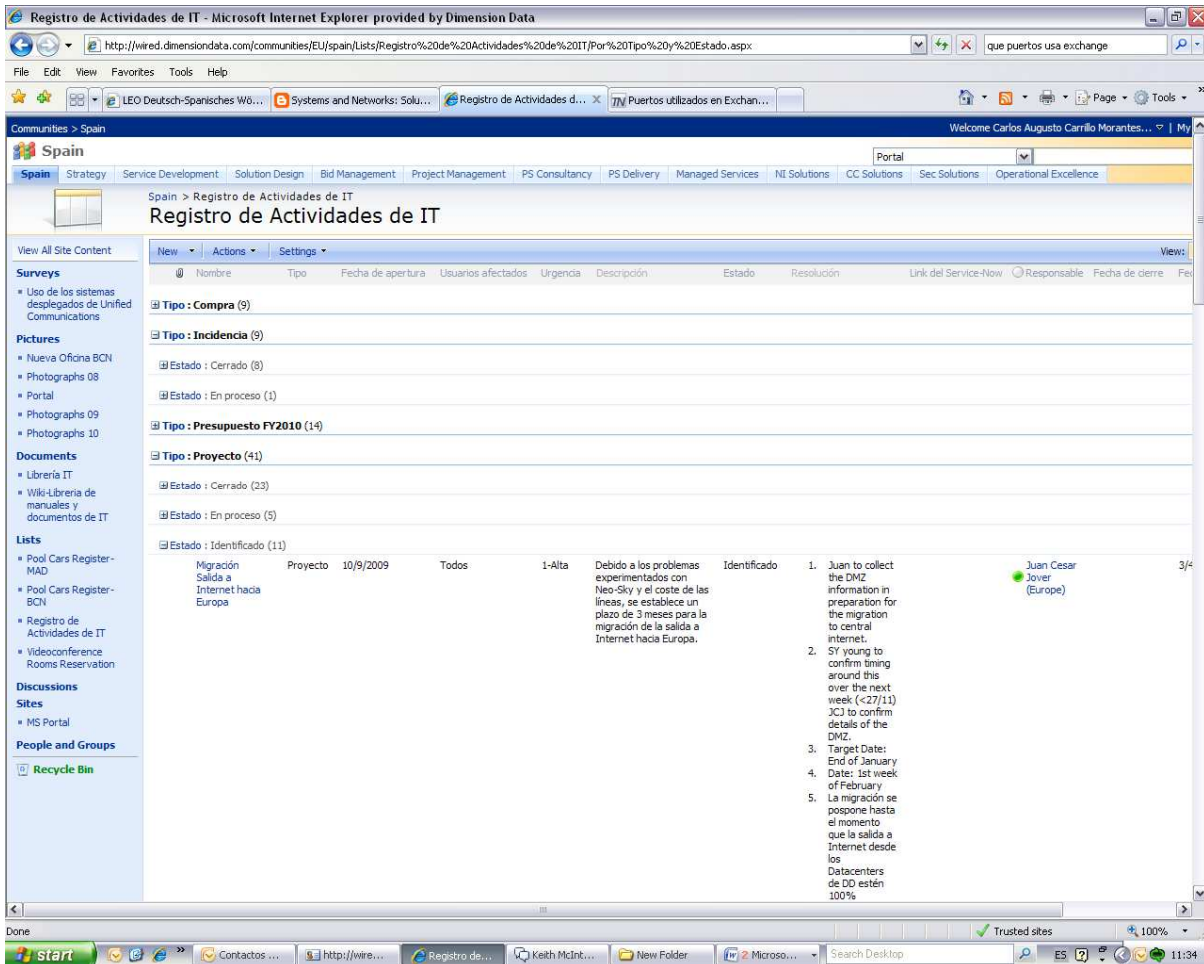 Registro de Actividades de IT - Microsoft Internet Explorer provided by Dimension Data
http://wired.dimensiondata.com/communities/EU/spain/Lists/Registro%20de%20Actividades%20de%20IT/Por%20Tipo%20y%20Estado.aspx
que puertos usa exchange
File Edit View Favorites Tools Help
LEO Deutsch-Spanisches Wö...
Systems and Networks: Solu...
Registro de Actividades d...
Puertos utilizados en Exchan...
Page
Tools
Communities > Spain
Welcome Carlos Augusto Carrillo Morantes... | My
Spain
Portal
Spain Strategy Service Development Solution Design Bid Management Project Management PS Consultancy PS Delivery Managed Services NI Solutions CC Solutions Sec Solutions Operational Excellence
Spain > Registro de Actividades de IT
Registro de Actividades de IT
View All Site Content
Surveys
Uso de los sistemas
desplegados de Unified
Communications
Pictures
Nueva Oficina BCN
Photographs 08
Portal
Photographs 09
Photographs 10
Documents
Librería IT
Wiki-Libreria de
manuales y
documentos de IT
Lists
Pool Cars Register-
MAD
Pool Cars Register-
BCN
Registro de
Actividades de IT
Videoconference
Rooms Reservation
Discussions
Sites
MS Portal
People and Groups
Recycle Bin
New Actions Settings View:
Nombre Tipo Fecha de apertura Usuarios afectados Urgencia Descripción Estado Resolución Link del Service-Now Responsable Fecha de cierre Fec
Tipo : Compra (9)
Tipo : Incidencia (9)
Estado : Cerrado (8)
Estado : En proceso (1)
Tipo : Presupuesto FY2010 (14)
Tipo : Proyecto (41)
Estado : Cerrado (23)
Estado : En proceso (5)
Estado : Identificado (11)
Migración
Salida a
Internet hacia
Europa
Proyecto
10/9/2009
Todos
1-Alta
Debido a los problemas
experimentados con
Neo-Sky y el coste de las
líneas, se establece un
plazo de 3 meses para la
migración de la salida a
Internet hacia Europa.
Identificado
1. Juan to collect
the DMZ
information in
preparation for
the migration
to central
internet.
2. SY young to
confirm timing
around this
over the next
week (<27/11)
JCJ to confirm
details of the
DMZ.
3. Target Date:
End of January
4. Date: 1st week
of February
5. La migración se
pospone hasta
el momento
que la salida a
Internet desde
los
Datacenters
de DD estén
100%
Juan Cesar
Jover
(Europe)
3/4
Done
Trusted sites
100%
start
Contactos ...
http://wire...
Registro de...
Keith McInt...
New Folder
2 Microso...
Search Desktop
ES
11:34